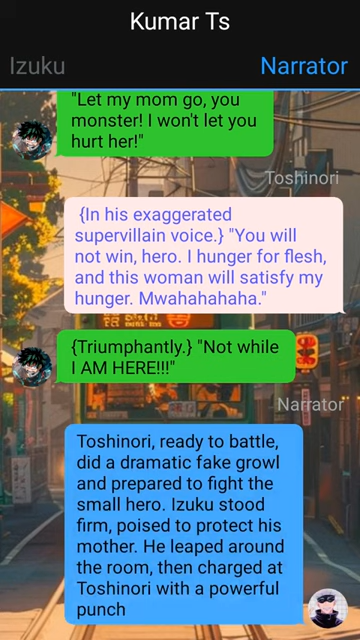 Kumar Ts
Izuku
Narrator
"Let my mom go, you
monster! I won't let you
hurt her!"
Toshinori
{In his exaggerated
supervillain voice.} "You will
not win, hero. I hunger for flesh,
and this woman will satisfy my
hunger. Mwahahahaha."
{Triumphantly.} "Not while
I AM HERE!!!"
Narrator
Toshinori, ready to battle,
did a dramatic fake growl
and prepared to fight the
small hero. Izuku stood
firm, poised to protect his
mother. He leaped around
the room, then charged at
Toshinori with a powerful
punch